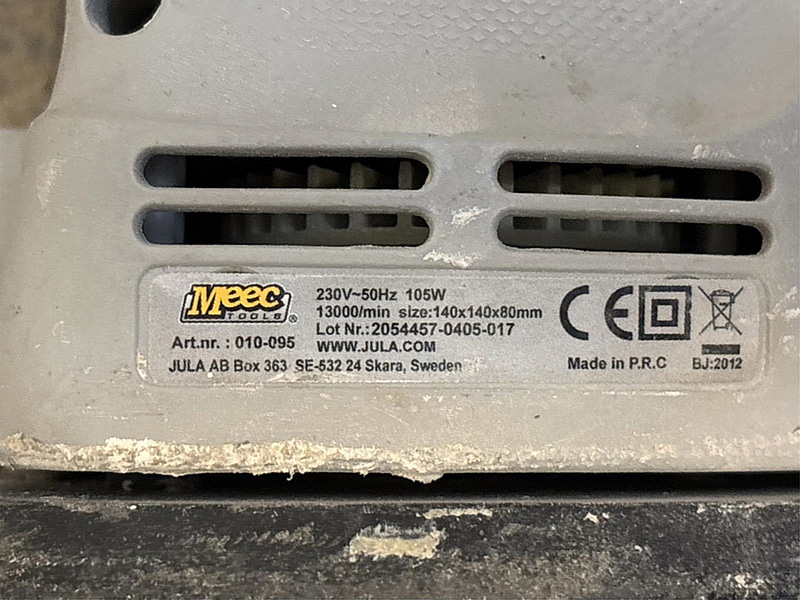 Meec
TOOLS®
Art.nr. : 010-095
230V~50Hz 105W
13000/min size:140x140x80mm
Lot Nr.:2054457-0405-017
WWW.JULA.COM
JULA AB Box 363 SE-532 24 Skara, Sweden
CE
Made in P.R.C
BJ:2012